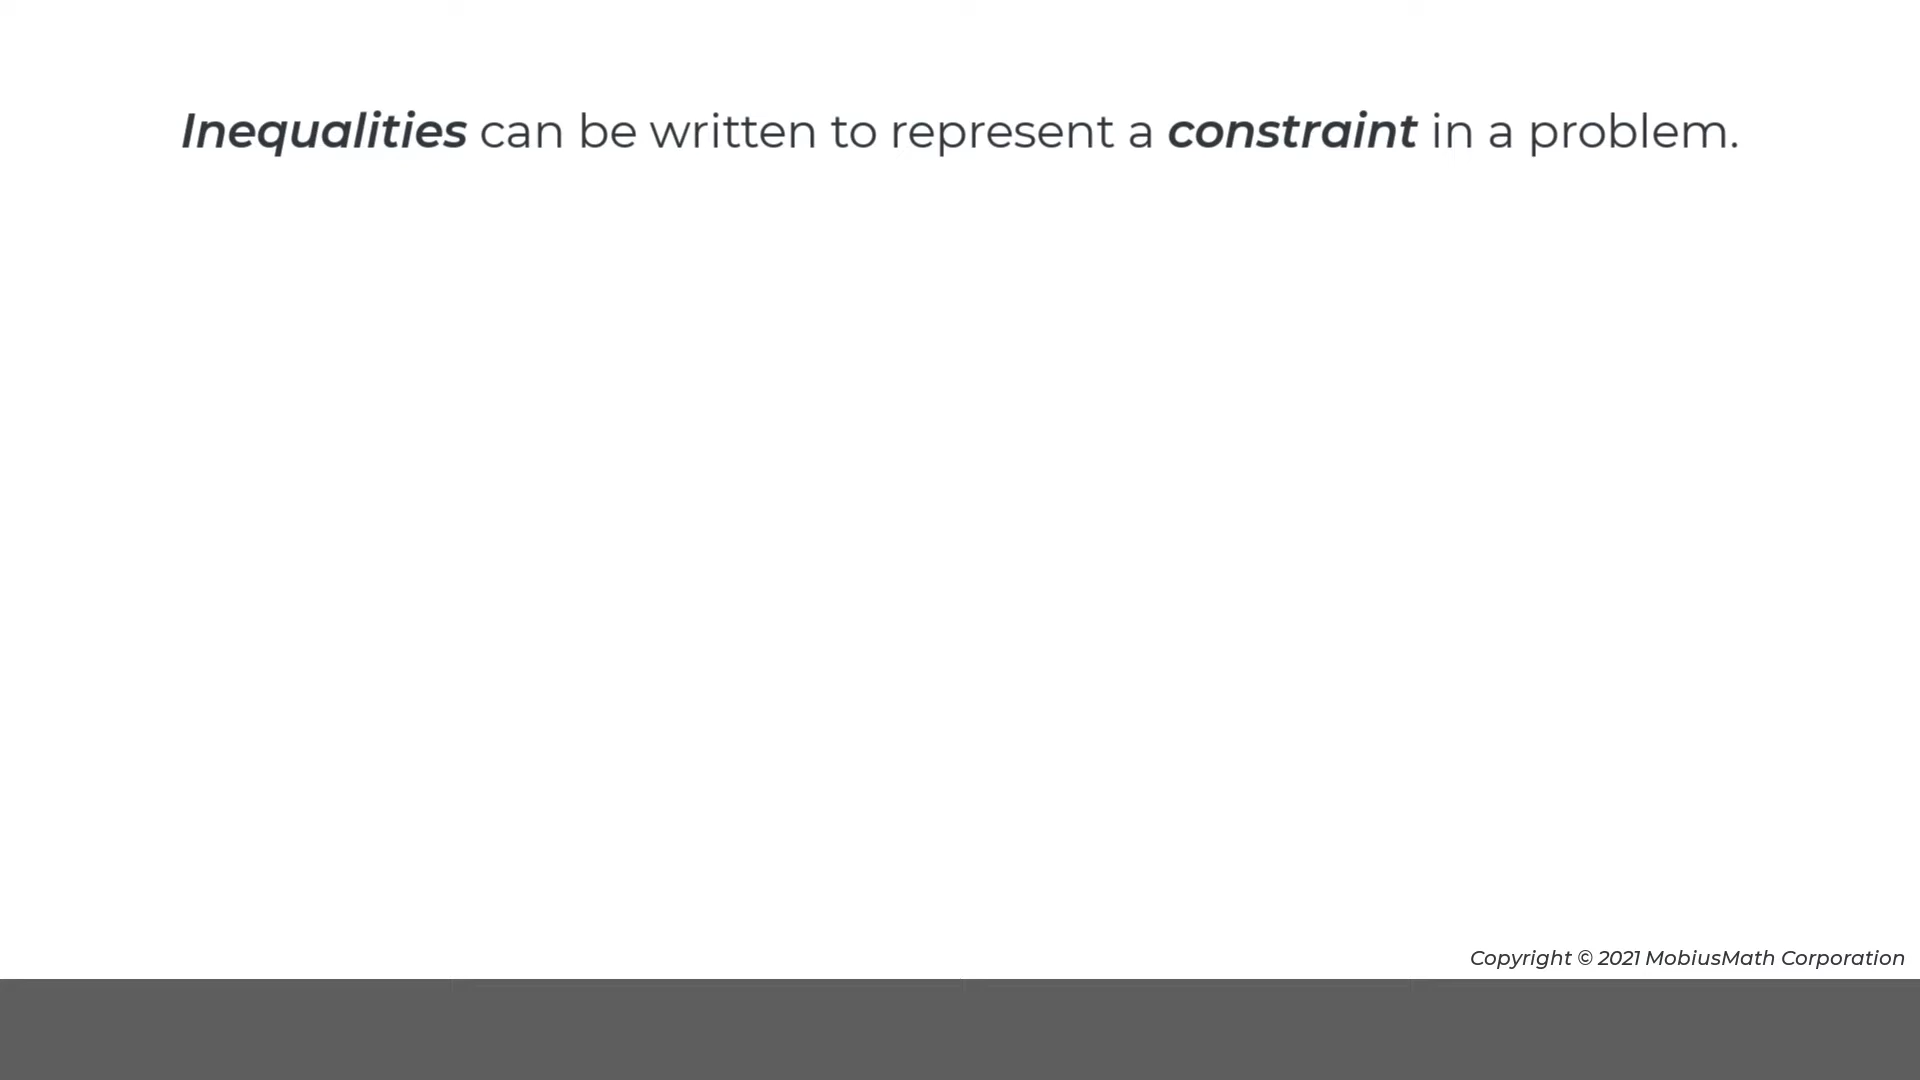 Inequalities can be written to represent a constraint in a problem.
Copyright © 2021 MobiusMath Corporation